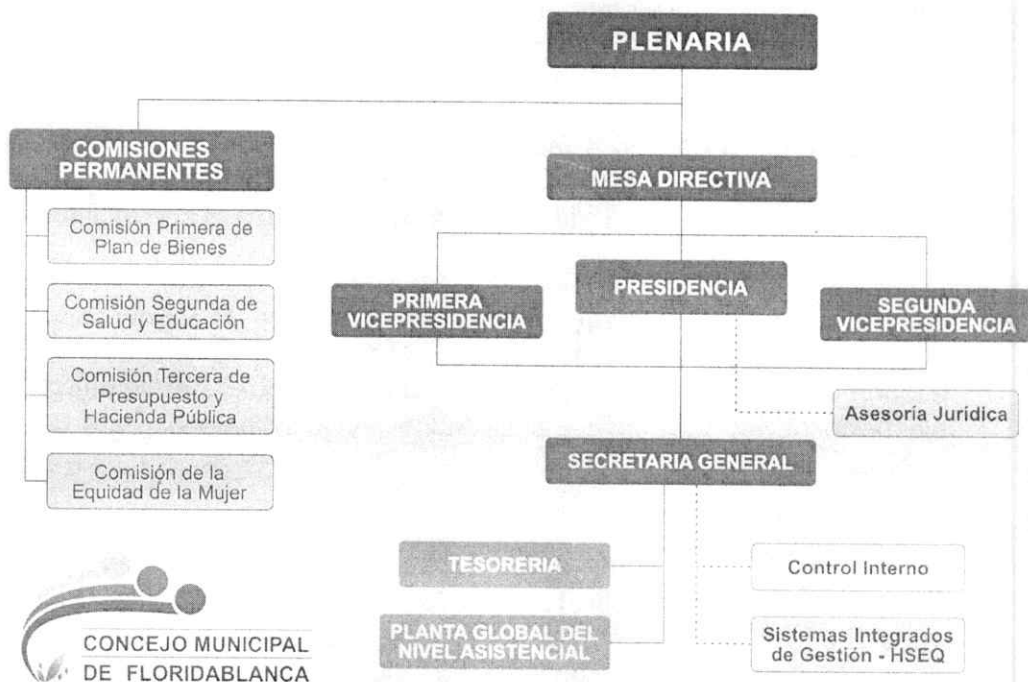 PLENARIA
COMISIONES
PERMANENTES
Comisión Primera de
Plan de Bienes
Comisión Segunda de
Salud y Educación
Comisión Tercera de
Presupuesto y
Hacienda Pública
Comisión de la
Equidad de la Mujer
MESA DIRECTIVA
PRIMERA
VICEPRESIDENCIA
PRESIDENCIA
SEGUNDA
VICEPRESIDENCIA
Asesoría Jurídica
SECRETARIA GENERAL
TESORERIA
PLANTA GLOBAL DEL
NIVEL ASISTENCIAL
Control Interno
Sistemas Integrados
de Gestión - HSEQ
CONCEJO MUNICIPAL
DE FLORIDABLANCA